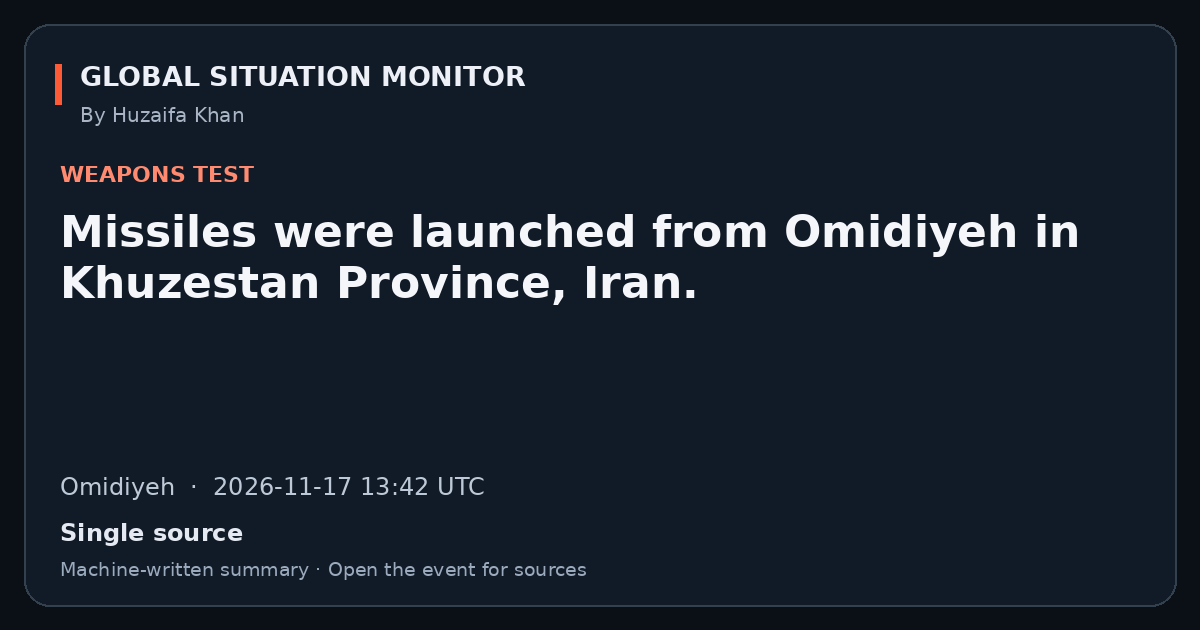 GLOBAL SITUATION MONITOR
By Huzaifa Khan
WEAPONS TEST
Missiles were launched from Omidiyeh in
Khuzestan Province, Iran.
Omidiyeh · 2026-11-17 13:42 UTC
Single source
Machine-written summary · Open the event for sources